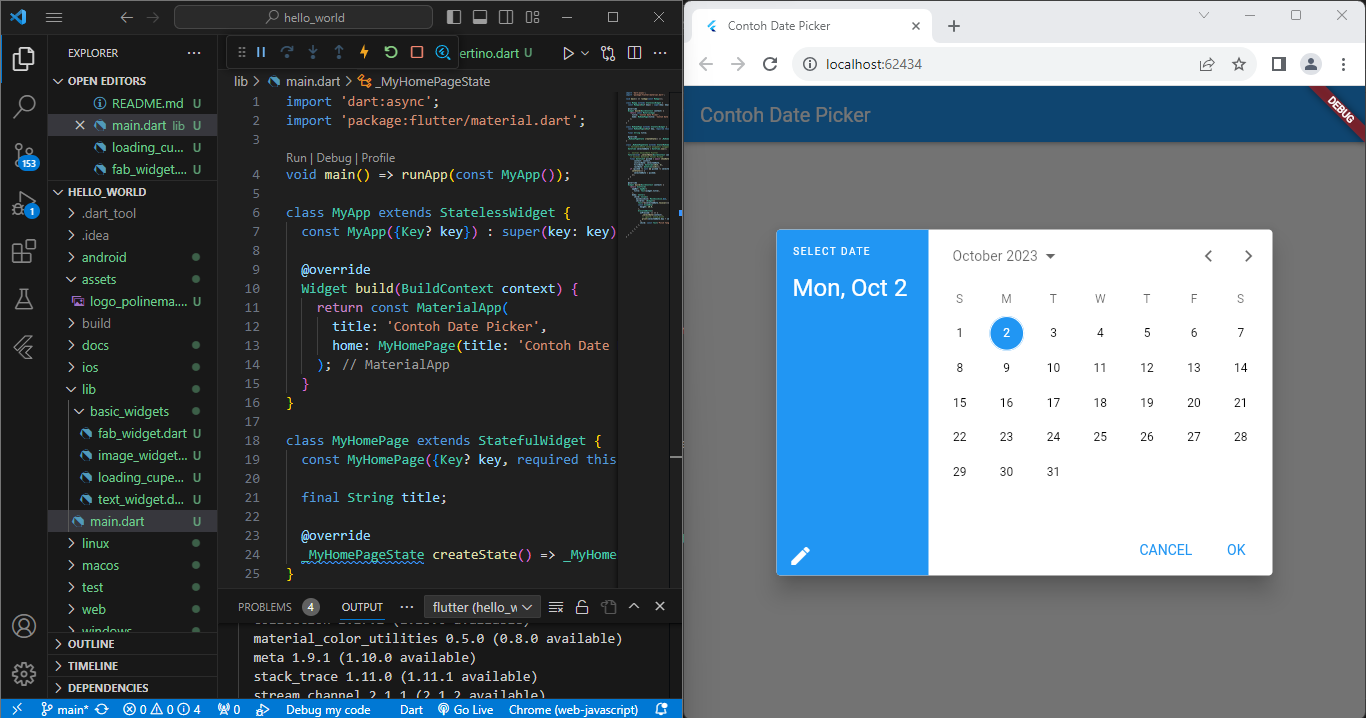 hello_world
EXPLORER
OPEN EDITORS
README.md U
main.dart lib U
loading_cu... U
fab_widget.... U
HELLO_WORLD
.dart_tool
.idea
android
assets
logo_polinema.... U
build
docs
ios
lib
basic_widgets
fab_widget.dart U
image_widget... U
loading_cupe... U
text_widget.d... U
main.dart U
linux
macos
test
web
windows
OUTLINE
TIMELINE
DEPENDENCIES
153
1
ertino.dart U
lib > main.dart > _MyHomePageState
1 import 'dart:async';
2 import 'package:flutter/material.dart';
3
Run | Debug | Profile
4 void main() => runApp(const MyApp());
5
6 class MyApp extends StatelessWidget {
7 const MyApp({Key? key}) : super(key: key)
8
9 @override
10 Widget build(BuildContext context) {
11 return const MaterialApp(
12 title: 'Contoh Date Picker',
13 home: MyHomePage(title: 'Contoh Date
14 ); // MaterialApp
15 }
16 }
17
18 class MyHomePage extends StatefulWidget {
19 const MyHomePage({Key? key, required this
20
21 final String title;
22
23 @override
24 _MyHomePageState createState() => _MyHome
25 }
PROBLEMS 4 OUTPUT ... flutter (hello_w
material_color_utilities 0.5.0 (0.8.0 available)
meta 1.9.1 (1.10.0 available)
stack_trace 1.11.0 (1.11.1 available)
stream_channel 2.1.1 (2.1.2 available)
main* 0 0 4 0 Debug my code Dart Go Live Chrome (web-javascript)
Contoh Date Picker
localhost:62434
Contoh Date Picker
DEBUG
SELECT DATE
Mon, Oct 2
October 2023
S M T W T F S
1 2 3 4 5 6 7
8 9 10 11 12 13 14
15 16 17 18 19 20 21
22 23 24 25 26 27 28
29 30 31
CANCEL OK